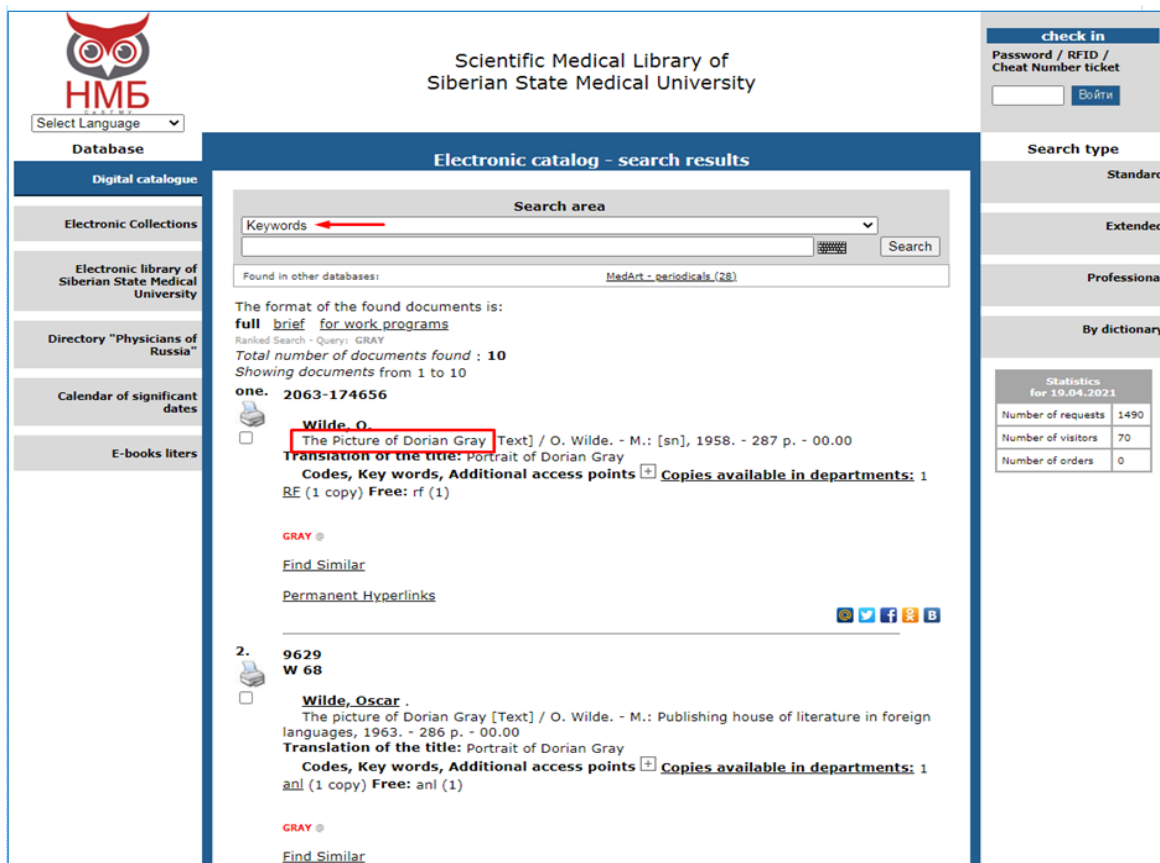 НМБ
СибГМУ
Select Language
Scientific Medical Library of
Siberian State Medical University
check in
Password / RFID /
Cheat Number ticket
Войти
Database
Digital catalogue
Electronic Collections
Electronic library of
Siberian State Medical
University
Directory "Physicians of
Russia"
Calendar of significant
dates
E-books liters
Electronic catalog - search results
Search area
Keywords
Search
Found in other databases: MedArt - periodicals (28)
The format of the found documents is:
full brief for work programs
Ranked Search - Query: GRAY
Total number of documents found : 10
Showing documents from 1 to 10
one. 2063-174656
Wilde, O.
The Picture of Dorian Gray [Text] / O. Wilde. - M.: [sn], 1958. - 287 p. - 00.00
Translation of the title: Portrait of Dorian Gray
Codes, Key words, Additional access points + Copies available in departments: 1
RF (1 copy) Free: rf (1)
GRAY @
Find Similar
Permanent Hyperlinks
2. 9629
W 68
Wilde, Oscar .
The picture of Dorian Gray [Text] / O. Wilde. - M.: Publishing house of literature in foreign
languages, 1963. - 286 p. - 00.00
Translation of the title: Portrait of Dorian Gray
Codes, Key words, Additional access points + Copies available in departments: 1
anl (1 copy) Free: anl (1)
GRAY @
Find Similar
Search type
Standard
Extended
Professiona
By dictionary
Statistics
for 19.04.2021
Number of requests 1490
Number of visitors 70
Number of orders 0